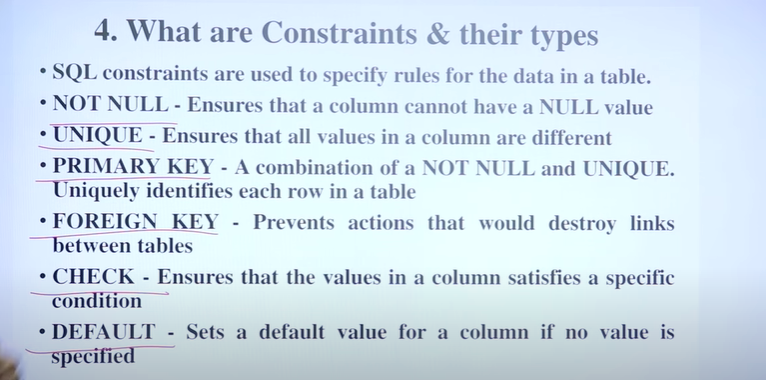 4. What are Constraints & their types
• SQL constraints are used to specify rules for the data in a table.
• NOT NULL - Ensures that a column cannot have a NULL value
• UNIQUE - Ensures that all values in a column are different
• PRIMARY KEY - A combination of a NOT NULL and UNIQUE.
Uniquely identifies each row in a table
• FOREIGN KEY - Prevents actions that would destroy links
between tables
• CHECK - Ensures that the values in a column satisfies a specific
condition
• DEFAULT - Sets a default value for a column if no value is
specified